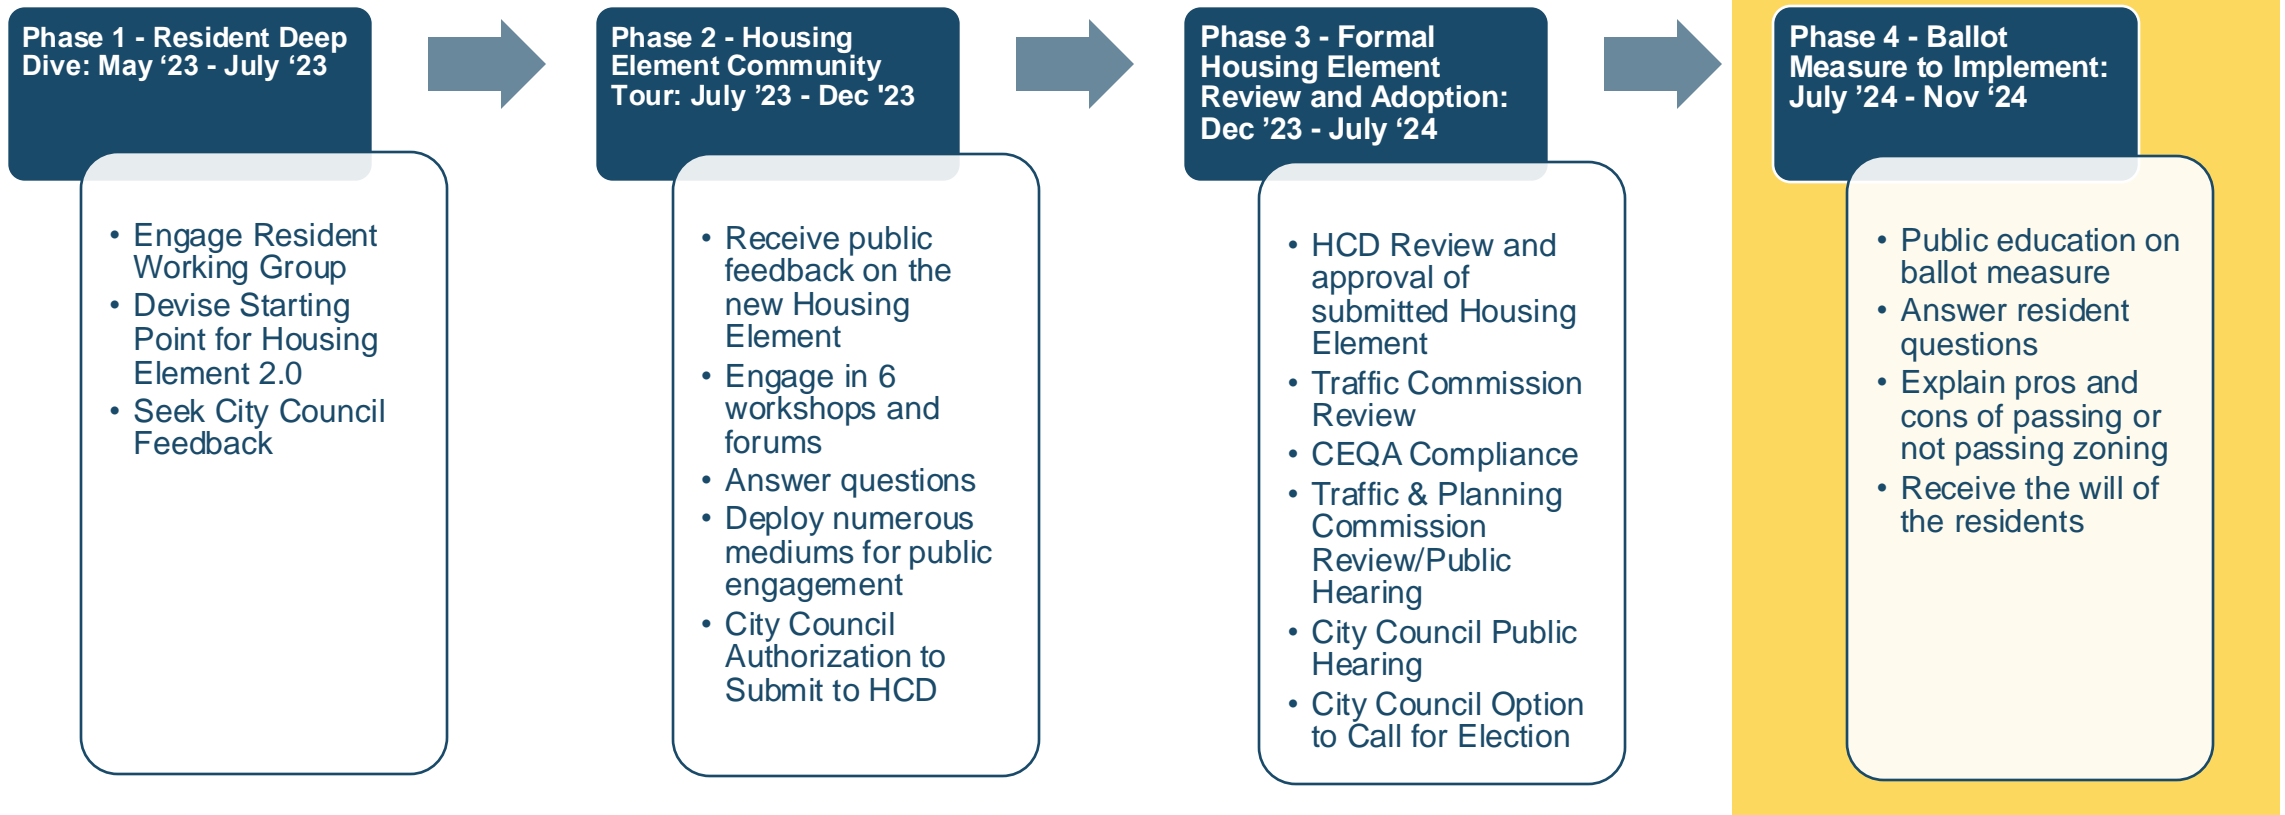 Phase 1 - Resident Deep
Dive: May ‘23 - July ‘23
• Engage Resident
Working Group
• Devise Starting
Point for Housing
Element 2.0
• Seek City Council
Feedback
Phase 2 - Housing
Element Community
Tour: July ’23 - Dec '23
• Receive public
feedback on the
new Housing
Element
• Engage in 6
workshops and
forums
• Answer questions
• Deploy numerous
mediums for public
engagement
• City Council
Authorization to
Submit to HCD
Phase 3 - Formal
Housing Element
Review and Adoption:
Dec ’23 - July ‘24
• HCD Review and
approval of
submitted Housing
Element
• Traffic Commission
Review
• CEQA Compliance
• Traffic & Planning
Commission
Review/Public
Hearing
• City Council Public
Hearing
• City Council Option
to Call for Election
Phase 4 - Ballot
Measure to Implement:
July ’24 - Nov ‘24
• Public education on
ballot measure
• Answer resident
questions
• Explain pros and
cons of passing or
not passing zoning
• Receive the will of
the residents